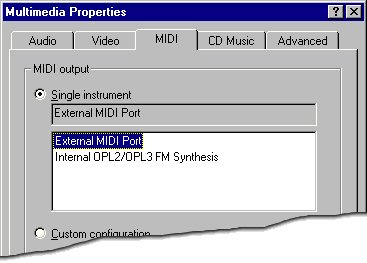 Multimedia Properties
Audio Video MIDI CD Music Advanced
MIDI output
Single instrument
External MIDI Port
External MIDI Port
Internal OPL2/OPL3 FM Synthesis
Custom configuration